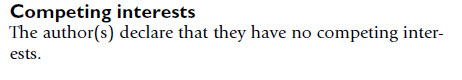 Competing interests
The author(s) declare that they have no competing inter-
ests.